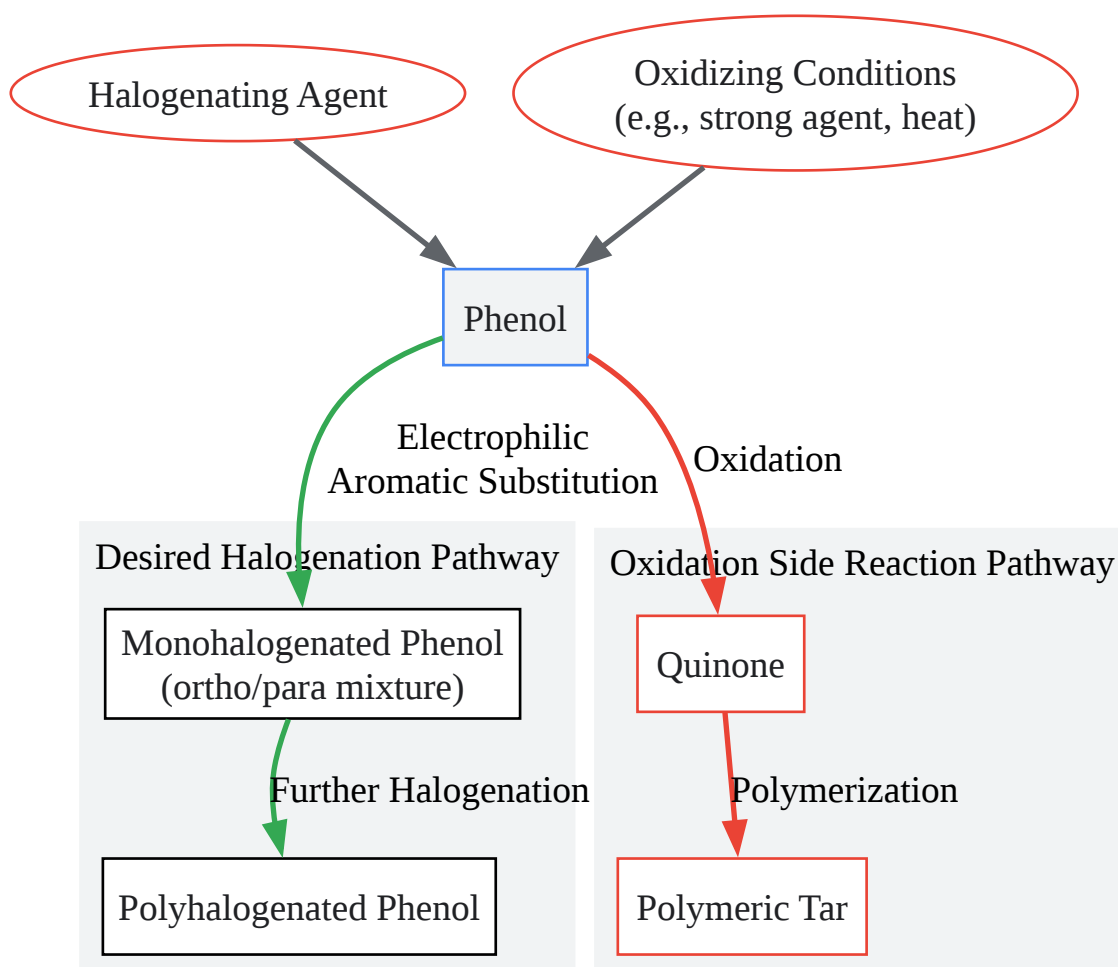 Halogenating Agent
Oxidizing Conditions
(e.g., strong agent, heat)
Phenol
Electrophilic
Aromatic Substitution
Oxidation
Desired Halogenation Pathway
Oxidation Side Reaction Pathway
Monohalogenated Phenol
(ortho/para mixture)
Quinone
Further Halogenation
Polymerization
Polyhalogenated Phenol
Polymeric Tar